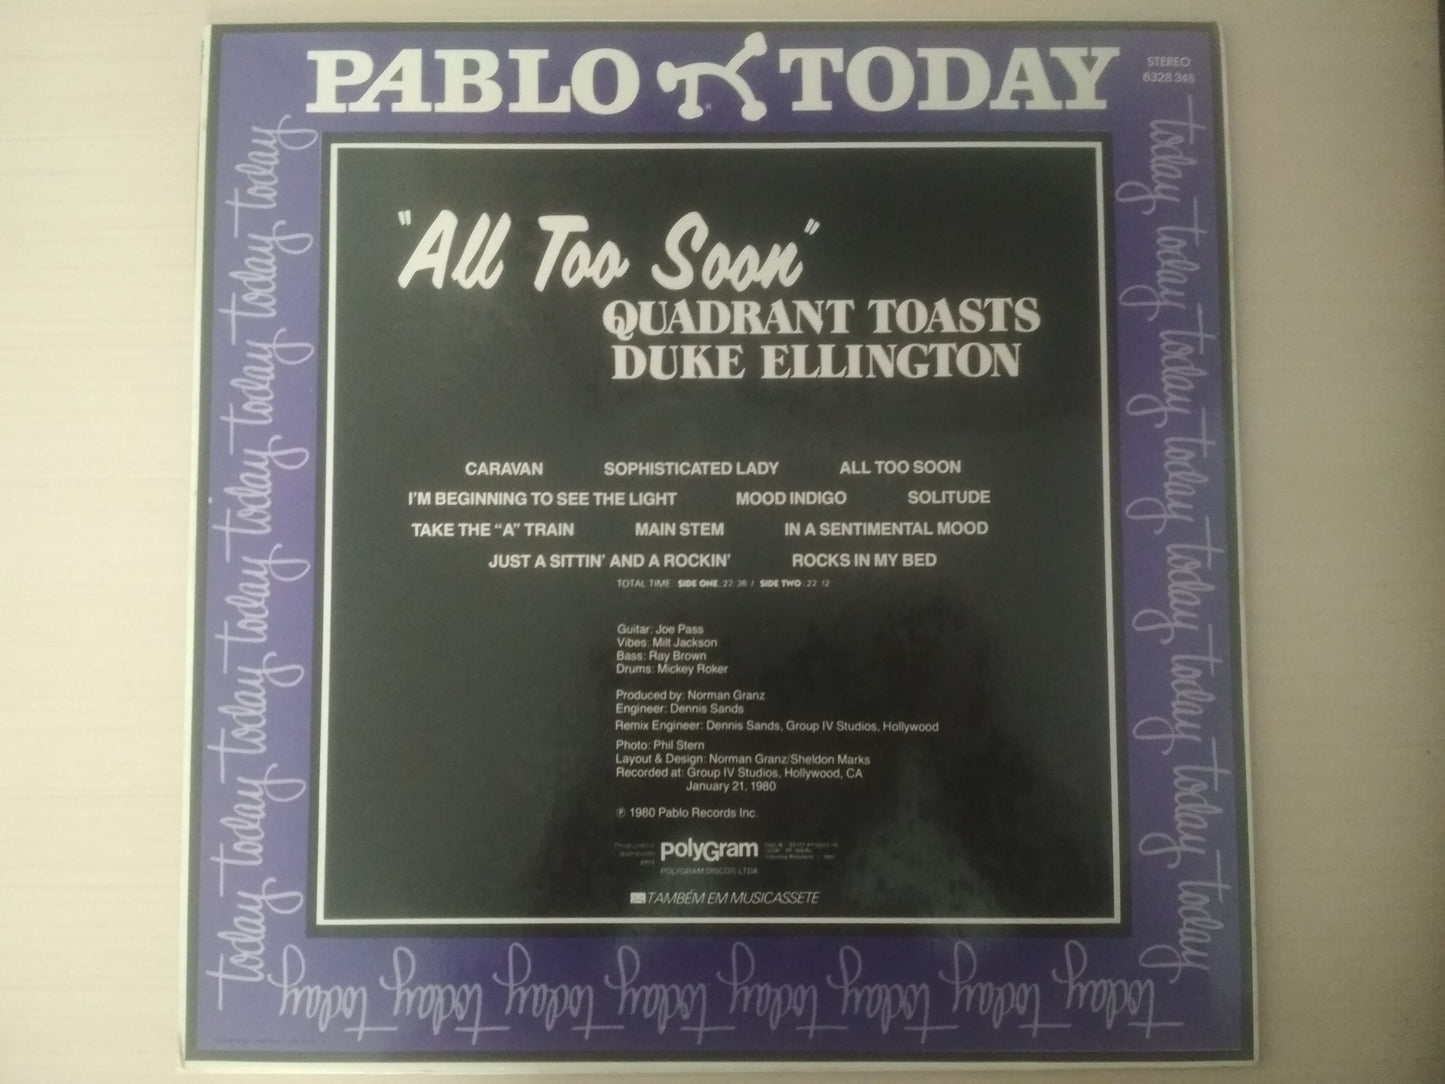 PABLO TODAY
STEREO
6328 346
"All Too Soon"
QUADRANT TOASTS
DUKE ELLINGTON
CARAVAN SOPHISTICATED LADY ALL TOO SOON
I'M BEGINNING TO SEE THE LIGHT MOOD INDIGO SOLITUDE
TAKE THE "A" TRAIN MAIN STEM IN A SENTIMENTAL MOOD
JUST A SITTIN' AND A ROCKIN' ROCKS IN MY BED
TOTAL TIME SIDE ONE: 22 36 / SIDE TWO: 22 12
Guitar: Joe Pass
Vibes: Milt Jackson
Bass: Ray Brown
Drums: Mickey Roker
Produced by: Norman Granz
Engineer: Dennis Sands
Remix Engineer: Dennis Sands, Group IV Studios, Hollywood
Photo: Phil Stern
Layout & Design: Norman Granz/Sheldon Marks
Recorded at: Group IV Studios, Hollywood, CA
January 21, 1980
℗ 1980 Pablo Records Inc.
Produzido e
distribuído
pela
polyGram
POLYGRAM DISCOS LTDA
TAMBÉM EM MUSICASSETE
today today today today today today today today
today today today today today today today today
today today today today today today today today